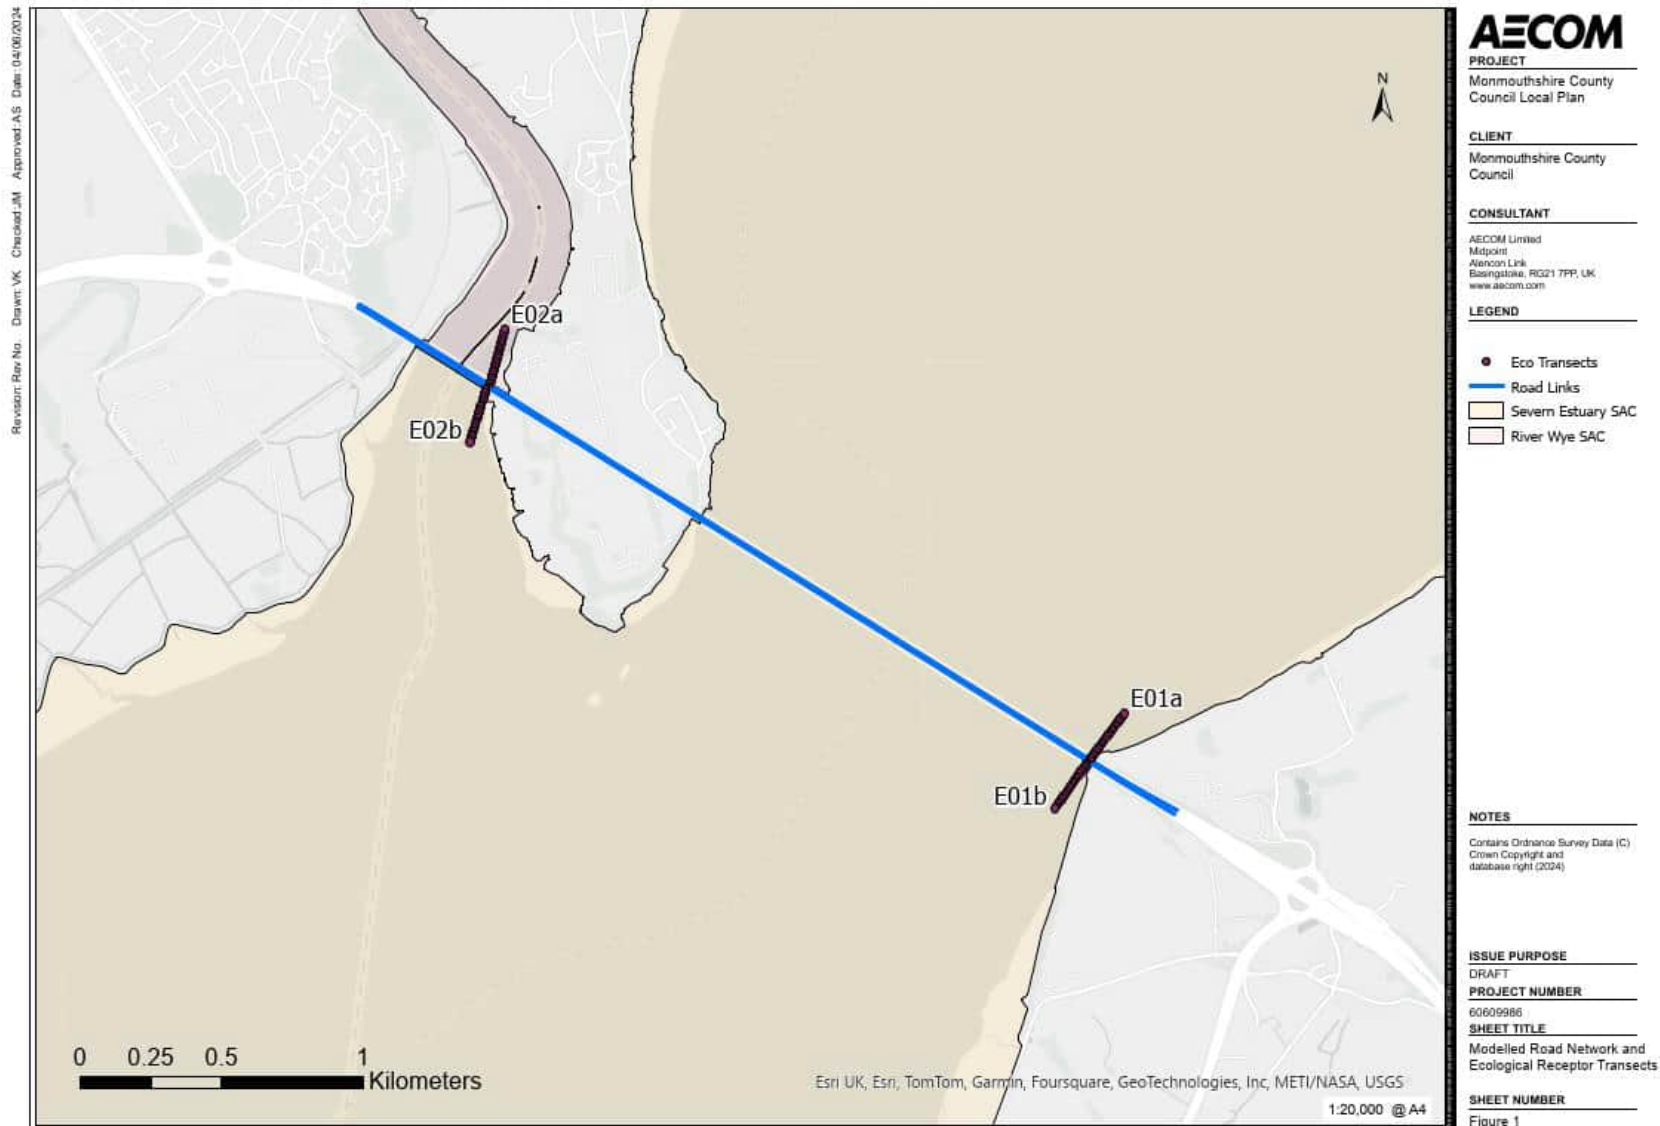 Revision: Rev No. Drawn: VK Checked: JM Approved: AS Date: 04/06/2024
AECOM
PROJECT
Monmouthshire County
Council Local Plan
CLIENT
Monmouthshire County
Council
CONSULTANT
AECOM Limited
Midpoint
Alencon Link
Basingstoke, RG21 7PP, UK
www.aecom.com
LEGEND
Eco Transects
Road Links
Severn Estuary SAC
River Wye SAC
N
E02a
E02b
E01a
E01b
0 0.25 0.5 1
Kilometers
Esri UK, Esri, TomTom, Garmin, Foursquare, GeoTechnologies, Inc, METI/NASA, USGS
1:20,000 @ A4
NOTES
Contains Ordnance Survey Data (C)
Crown Copyright and
database right (2024)
ISSUE PURPOSE
DRAFT
PROJECT NUMBER
60609986
SHEET TITLE
Modelled Road Network and
Ecological Receptor Transects
SHEET NUMBER
Figure 1